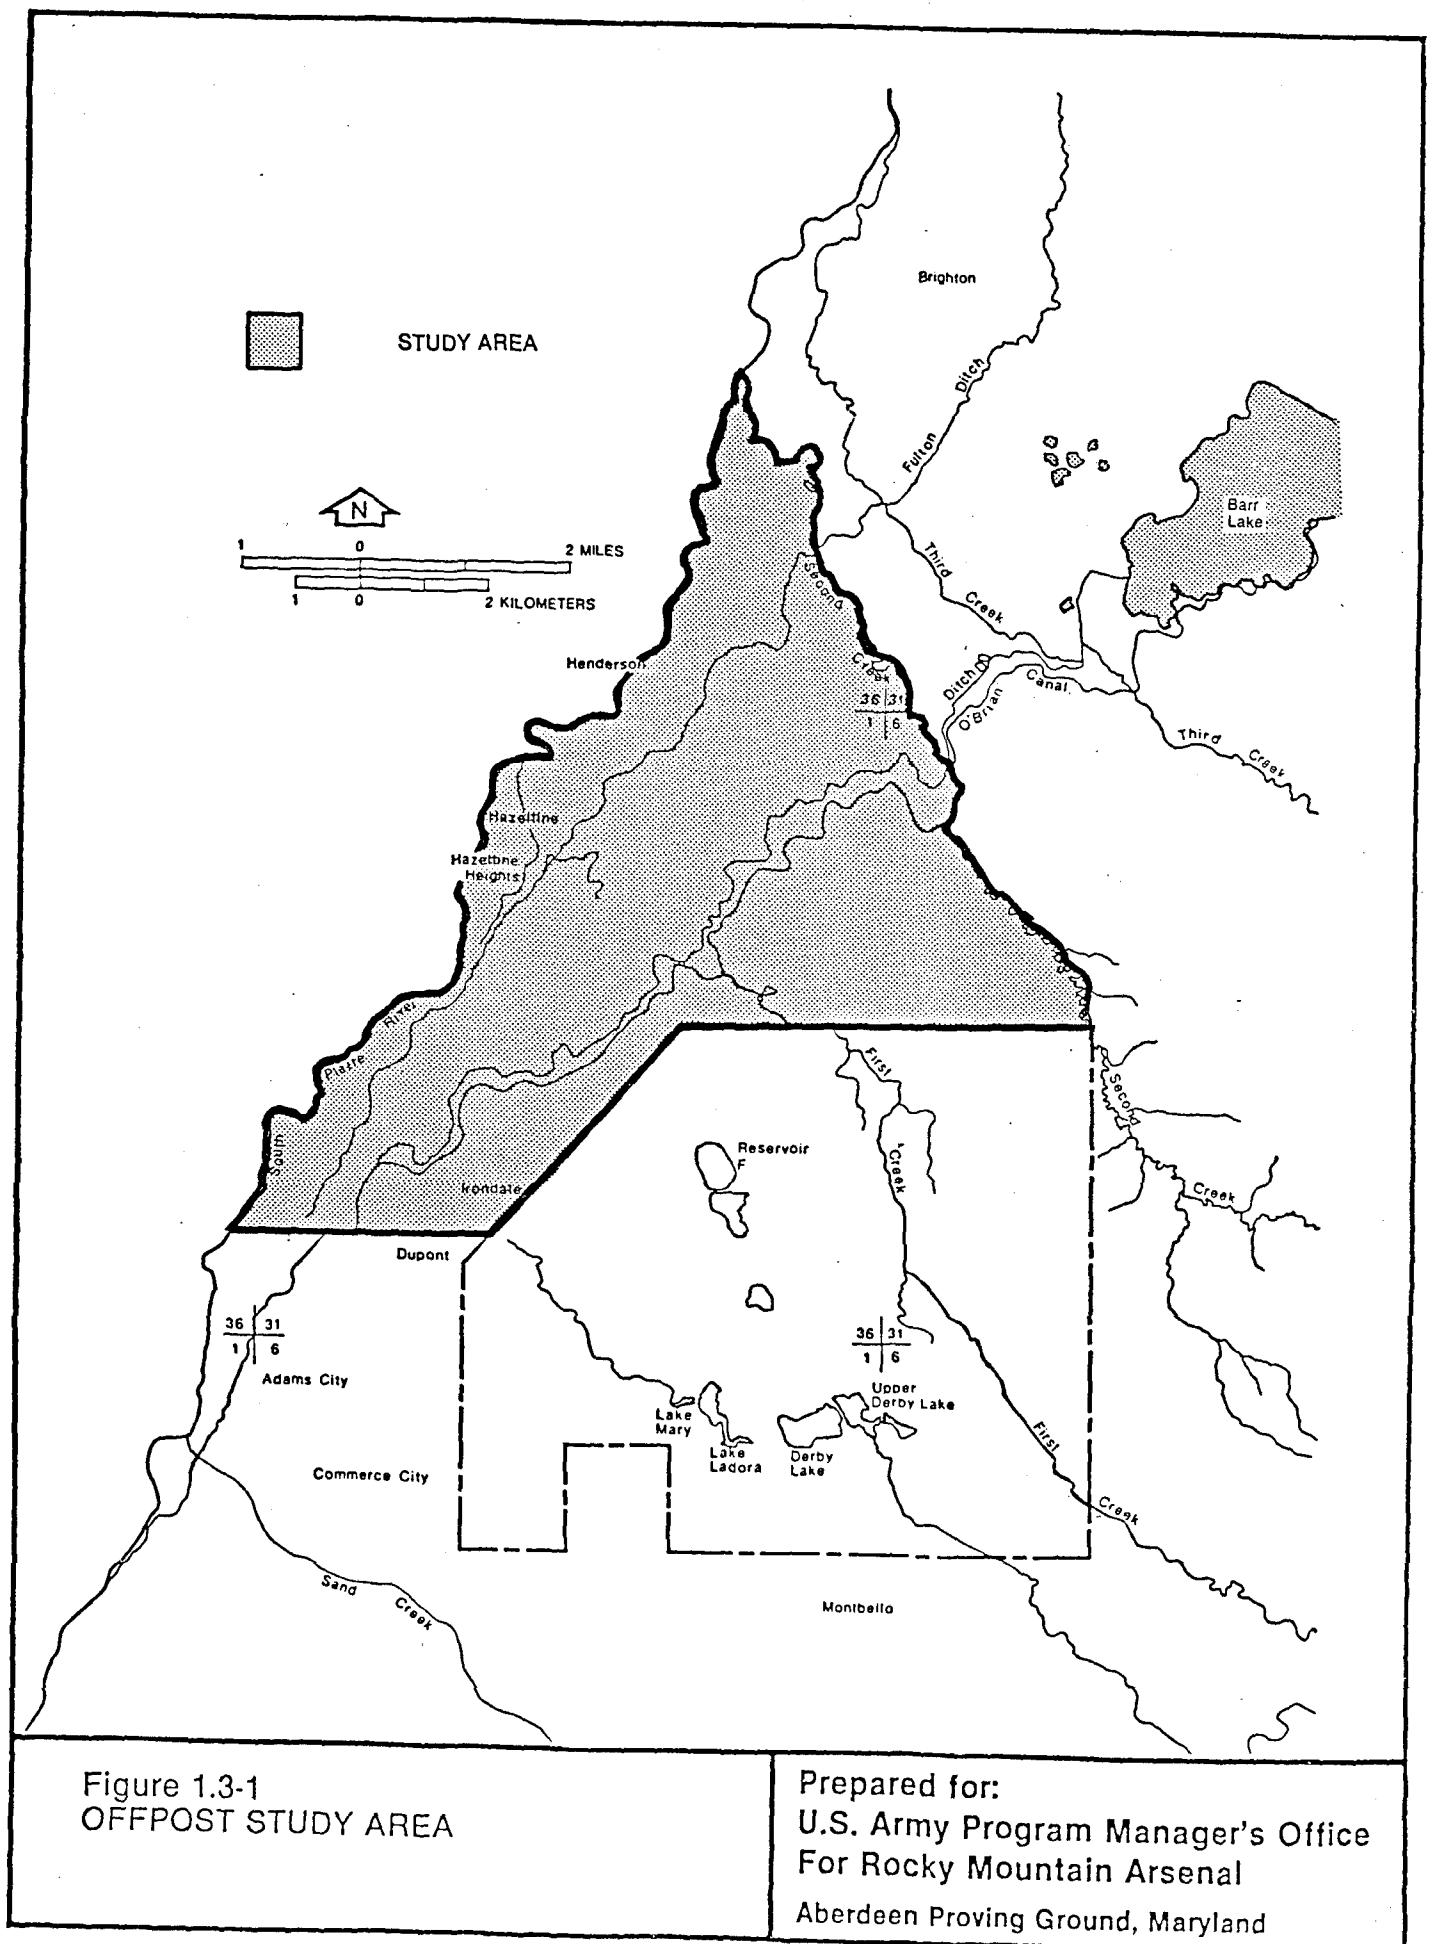 Brighton
STUDY AREA
Fulton Ditch
Barr
Lake
N
1 0 2 MILES
1 0 2 KILOMETERS
Third Creek
Second Creek
Henderson
36 31
1 6
Ditch
O'Brian Canal
Third Creek
Hazeltine
Hazeltine
Heights
South Platte River
First Creek
Second Creek
Reservoir
F
Irondale
Dupont
36 31
1 6
Adams City
36 31
1 6
Upper
Derby Lake
Lake
Mary
Lake
Ladora
Derby
Lake
First Creek
Commerce City
Sand Creek
Montbello
Figure 1.3-1
OFFPOST STUDY AREA
Prepared for:
U.S. Army Program Manager's Office
For Rocky Mountain Arsenal
Aberdeen Proving Ground, Maryland